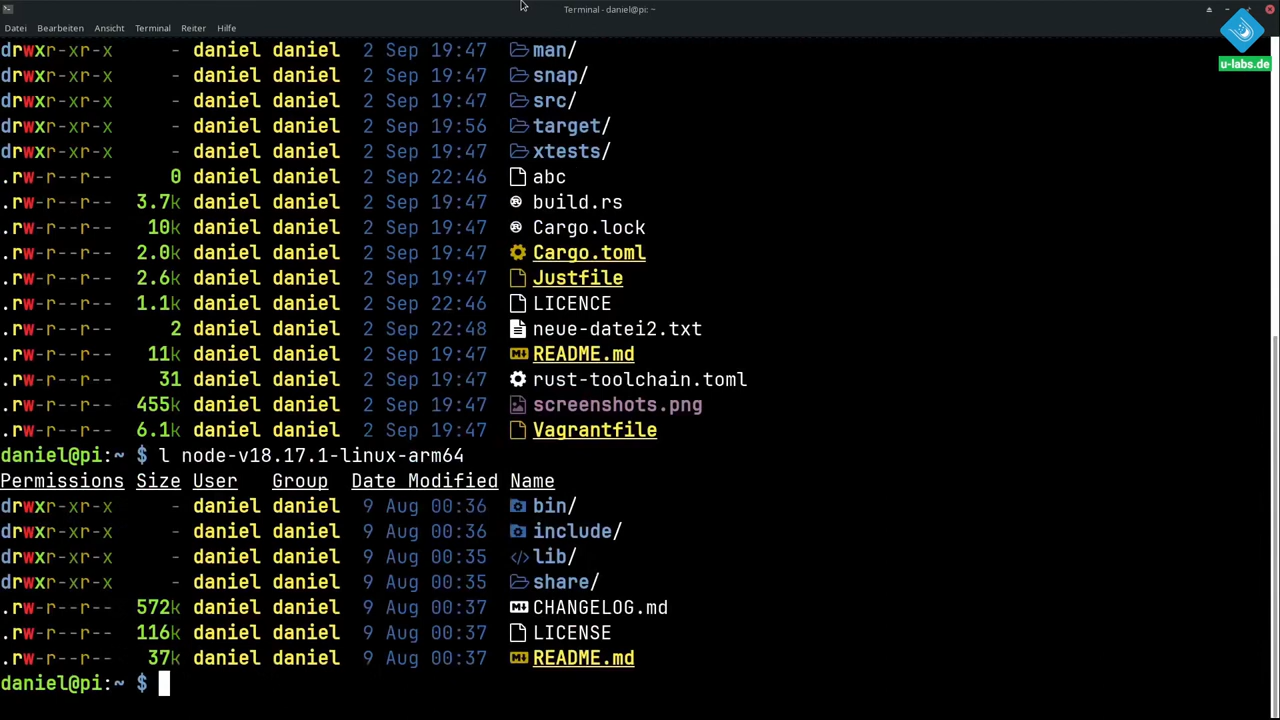 Terminal - daniel@pi: ~
Datei Bearbeiten Ansicht Terminal Reiter Hilfe
u-labs.de
drwxr-xr-x - daniel daniel 2 Sep 19:47 man/
drwxr-xr-x - daniel daniel 2 Sep 19:47 snap/
drwxr-xr-x - daniel daniel 2 Sep 19:47 src/
drwxr-xr-x - daniel daniel 2 Sep 19:56 target/
drwxr-xr-x - daniel daniel 2 Sep 19:47 xtests/
.rw-r--r-- 0 daniel daniel 2 Sep 22:46 abc
.rw-r--r-- 3.7k daniel daniel 2 Sep 19:47 build.rs
.rw-r--r-- 10k daniel daniel 2 Sep 19:47 Cargo.lock
.rw-r--r-- 2.0k daniel daniel 2 Sep 19:47 Cargo.toml
.rw-r--r-- 2.6k daniel daniel 2 Sep 19:47 Justfile
.rw-r--r-- 1.1k daniel daniel 2 Sep 22:46 LICENCE
.rw-r--r-- 2 daniel daniel 2 Sep 22:48 neue-datei2.txt
.rw-r--r-- 11k daniel daniel 2 Sep 19:47 README.md
.rw-r--r-- 31 daniel daniel 2 Sep 19:47 rust-toolchain.toml
.rw-r--r-- 455k daniel daniel 2 Sep 19:47 screenshots.png
.rw-r--r-- 6.1k daniel daniel 2 Sep 19:47 Vagrantfile
daniel@pi:~ $ l node-v18.17.1-linux-arm64
Permissions Size User Group Date Modified Name
drwxr-xr-x - daniel daniel 9 Aug 00:36 bin/
drwxr-xr-x - daniel daniel 9 Aug 00:36 include/
drwxr-xr-x - daniel daniel 9 Aug 00:35 lib/
drwxr-xr-x - daniel daniel 9 Aug 00:35 share/
.rw-r--r-- 572k daniel daniel 9 Aug 00:37 CHANGELOG.md
.rw-r--r-- 116k daniel daniel 9 Aug 00:37 LICENSE
.rw-r--r-- 37k daniel daniel 9 Aug 00:37 README.md
daniel@pi:~ $